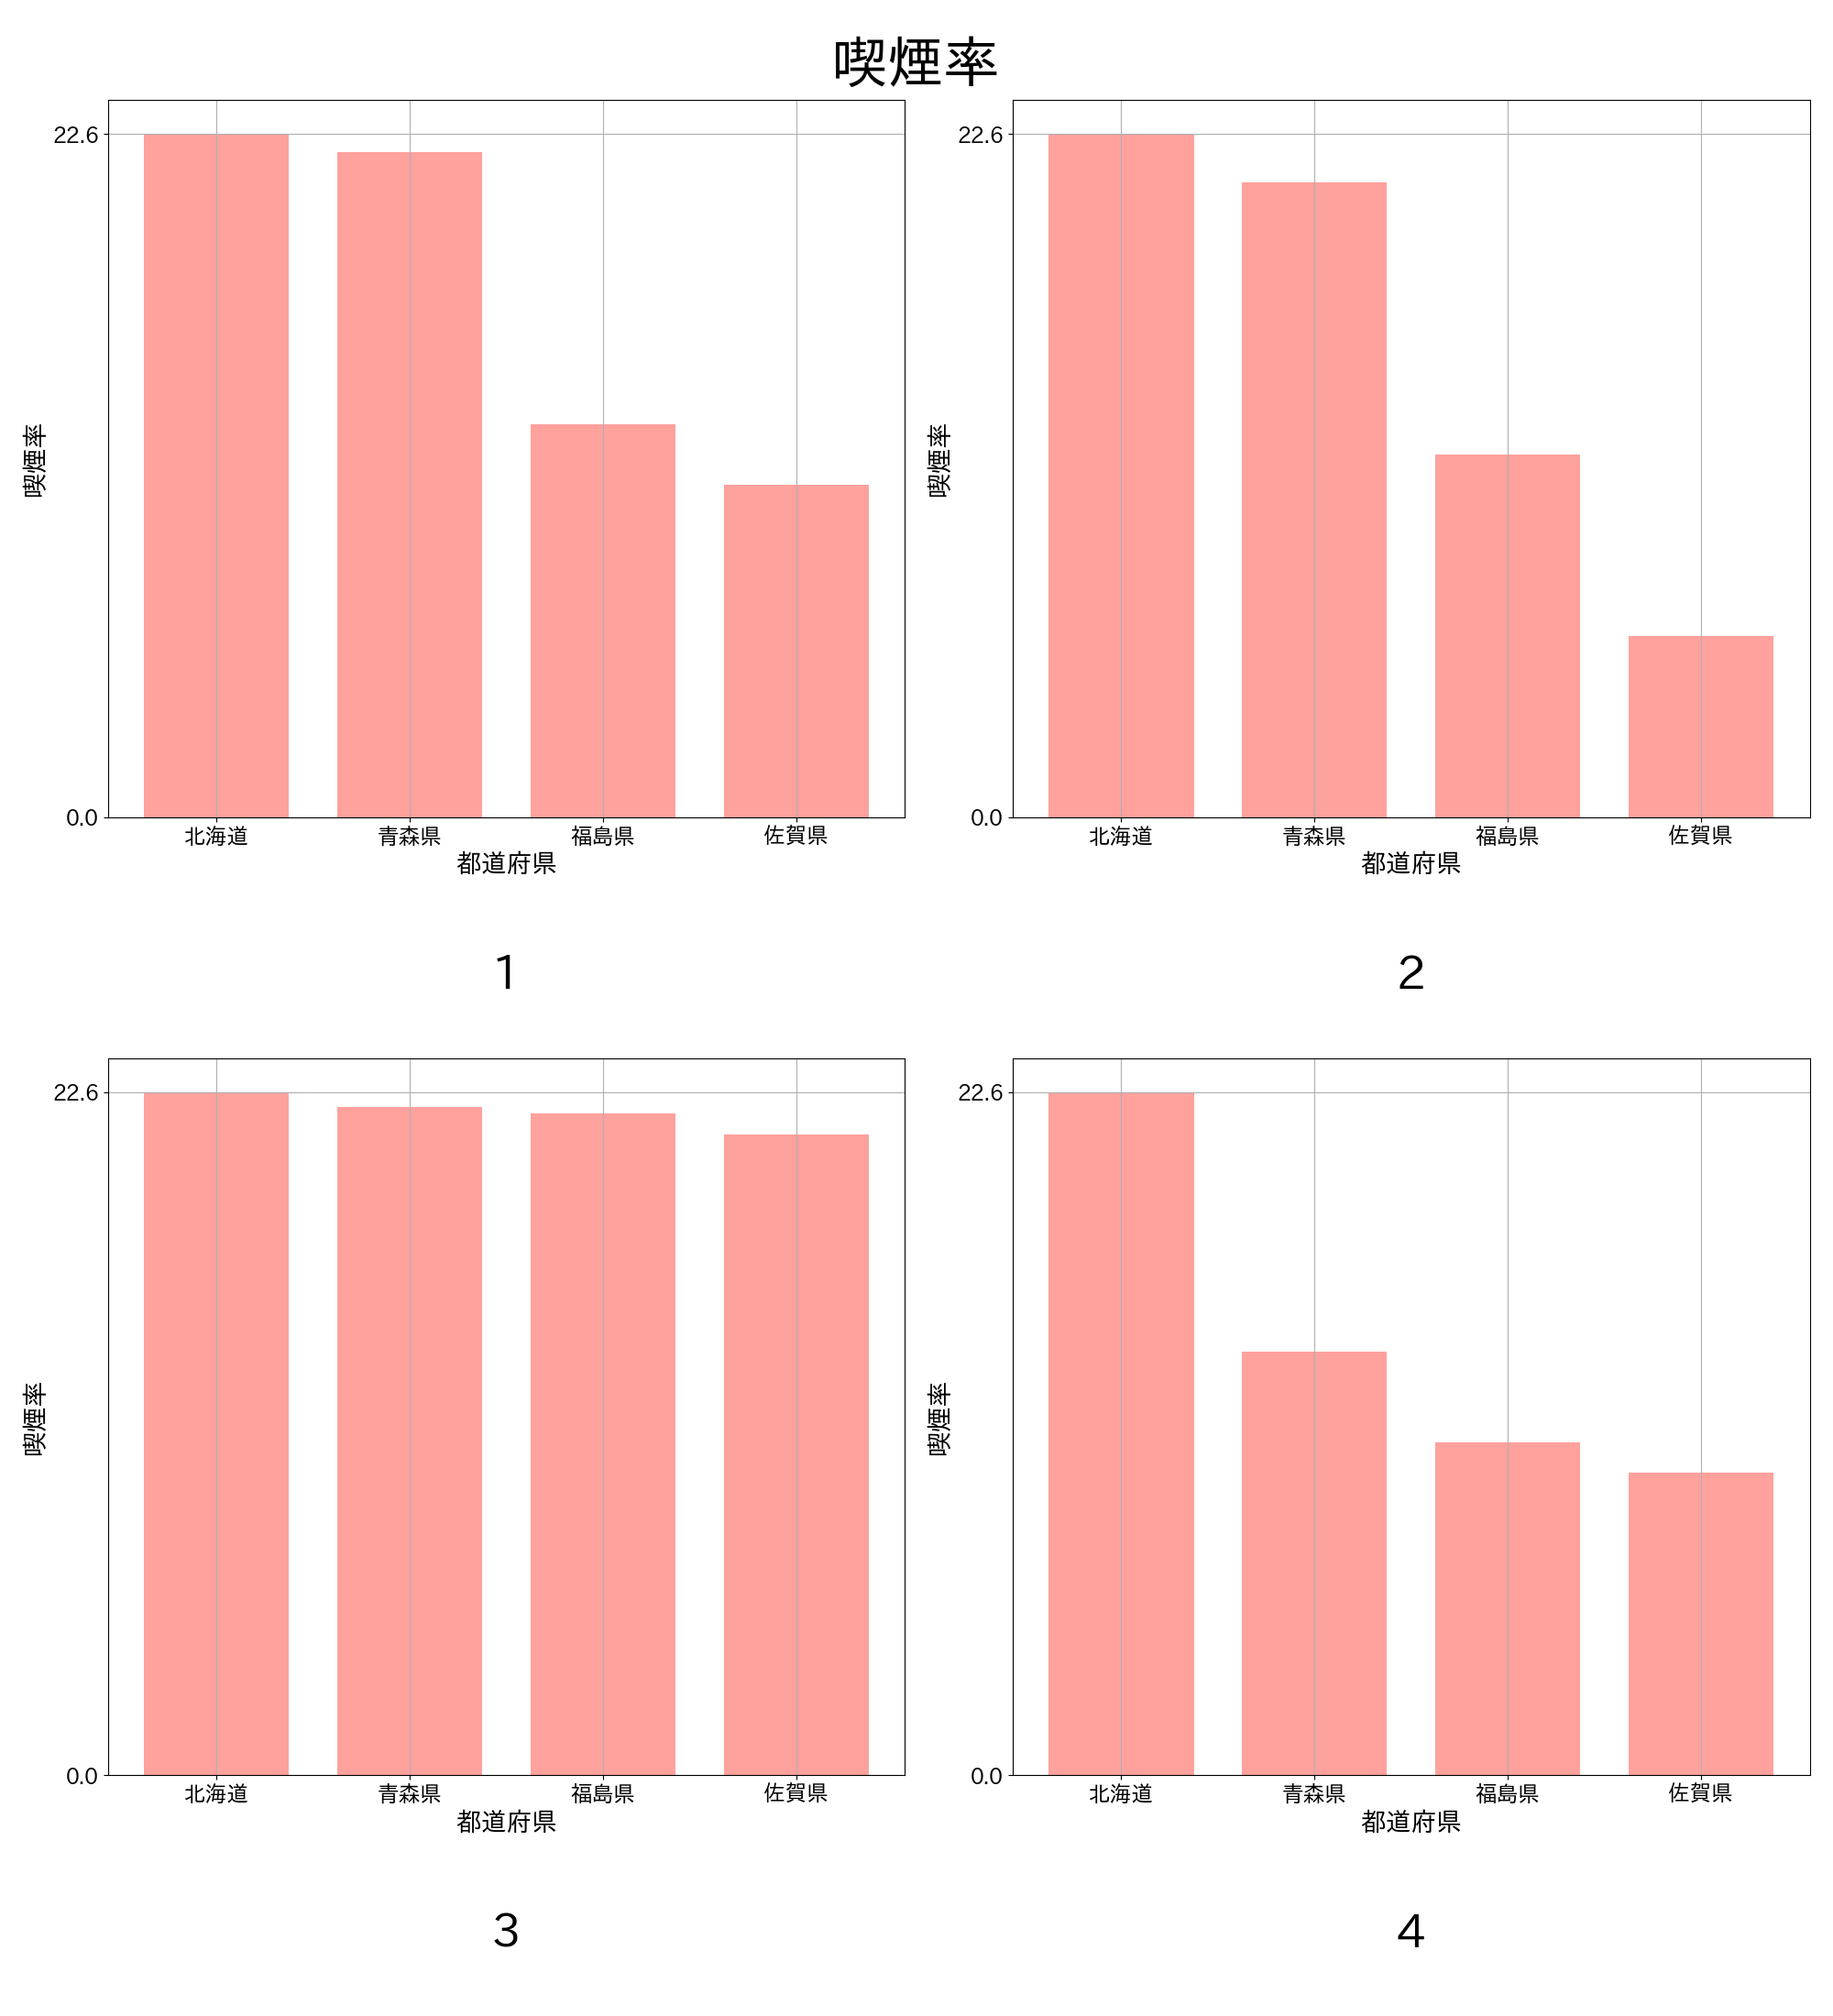 喫煙率
22.6
喫煙率
0.0
北海道 青森県 福島県 佐賀県
都道府県
1
22.6
喫煙率
0.0
北海道 青森県 福島県 佐賀県
都道府県
2
22.6
喫煙率
0.0
北海道 青森県 福島県 佐賀県
都道府県
3
22.6
喫煙率
0.0
北海道 青森県 福島県 佐賀県
都道府県
4